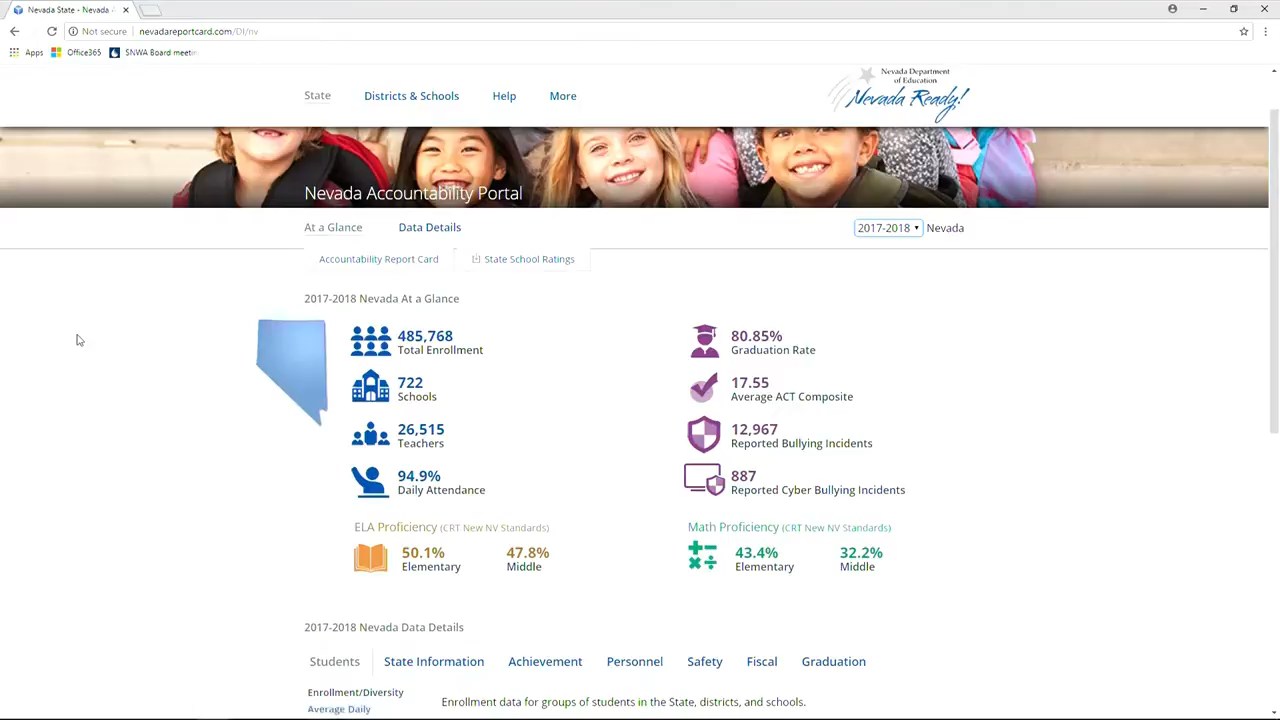 Nevada State - Nevada
Not secure | nevadareportcard.com/DI/nv
Apps Office365 SNWA Board meetin
State Districts & Schools Help More
Nevada Department
of Education
Nevada Ready!
Nevada Accountability Portal
At a Glance Data Details 2017-2018 Nevada
Accountability Report Card State School Ratings
2017-2018 Nevada At a Glance
485,768
Total Enrollment
80.85%
Graduation Rate
722
Schools
17.55
Average ACT Composite
26,515
Teachers
12,967
Reported Bullying Incidents
94.9%
Daily Attendance
887
Reported Cyber Bullying Incidents
ELA Proficiency (CRT New NV Standards)
50.1% 47.8%
Elementary Middle
Math Proficiency (CRT New NV Standards)
43.4% 32.2%
Elementary Middle
2017-2018 Nevada Data Details
Students State Information Achievement Personnel Safety Fiscal Graduation
Enrollment/Diversity
Enrollment data for groups of students in the State, districts, and schools.
Average Daily